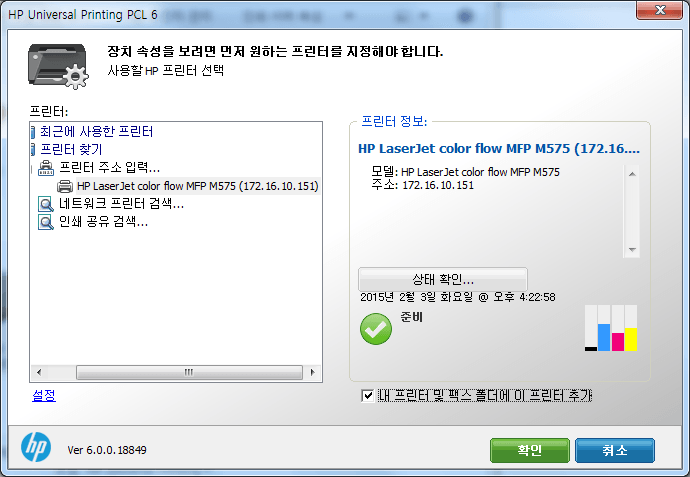 HP Universal Printing PCL 6
장치 속성을 보려면 먼저 원하는 프린터를 지정해야 합니다.
사용할 HP 프린터 선택
프린터:
최근에 사용한 프린터
프린터 찾기
프린터 주소 입력...
HP LaserJet color flow MFP M575 (172.16.10.151)
네트워크 프린터 검색...
인쇄 공유 검색...
설정
프린터 정보:
HP LaserJet color flow MFP M575 (172.16....
모델: HP LaserJet color flow MFP M575
주소: 172.16.10.151
상태 확인...
2015년 2월 3일 화요일 @ 오후 4:22:58
준비
내 프린터 및 팩스 폴더에 이 프린터 추가
hp
Ver 6.0.0.18849
확인
취소